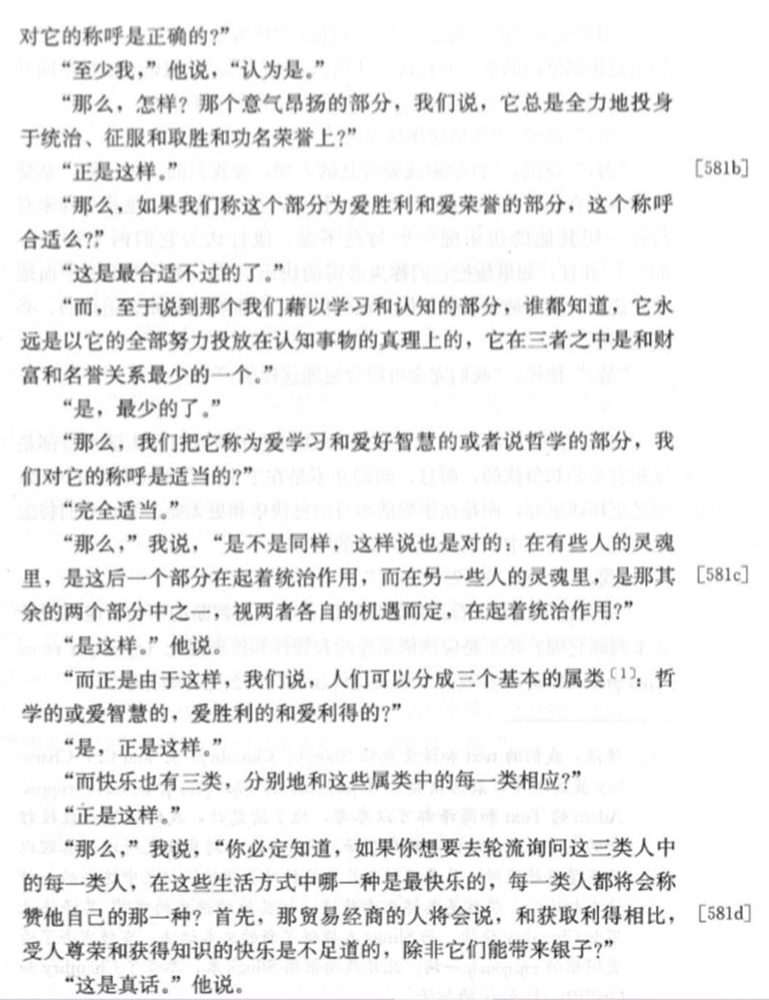 对它的称呼是正确的？”
“至少我，”他说，“认为是。”
“那么，怎样？那个意气昂扬的部分，我们说，它总是全力地投身
于统治、征服和取胜和功名荣誉上？”
“正是这样。” [581b]
“那么，如果我们称这个部分为爱胜利和爱荣誉的部分，这个称呼
合适么？”
“这是最合适不过的了。”
“而，至于说到那个我们藉以学习和认知的部分，谁都知道，它永
远是以它的全部努力投放在认知事物的真理上的，它在三者之中是和财
富和名誉关系最少的一个。”
“是，最少的了。”
“那么，我们把它称为爱学习和爱好智慧的或者说哲学的部分，我
们对它的称呼是适当的？”
“完全适当。”
“那么，”我说，“是不是同样，这样说也是对的：在有些人的灵魂
里，是这后一个部分在起着统治作用，而在另一些人的灵魂里，是那其 [581c]
余的两个部分中之一，视两者各自的机遇而定，在起着统治作用？”
“是这样。”他说。
“而正是由于这样，我们说，人们可以分成三个基本的属类〔1〕，哲
学的或爱智慧的，爱胜利的和爱利得的？”
“是，正是这样。”
“而快乐也有三类，分别地和这些属类中的每一类相应？”
“正是这样。”
“那么，”我说，“你必定知道，如果你想要去轮流询问这三类人中
的每一类人，在这些生活方式中哪一种是最快乐的，每一类人都将会称
赞他自己的那一种？首先，那贸易经商的人将会说，和获取利得相比， [581d]
受人尊荣和获得知识的快乐是不足道的，除非它们能带来银子？”
“这是真话。”他说。